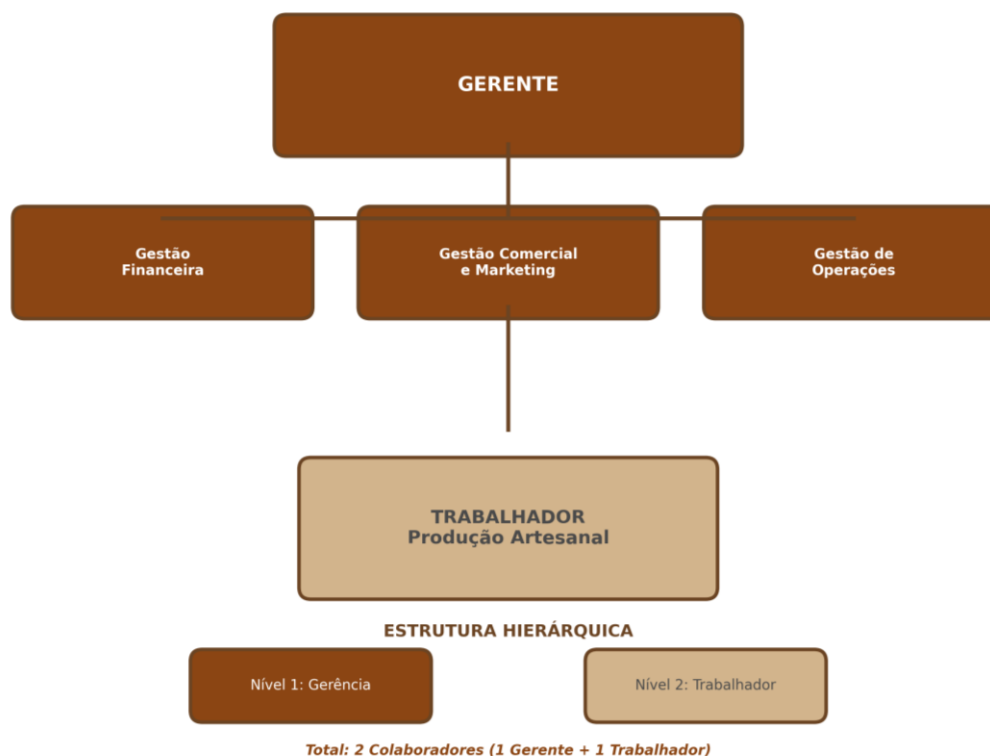 GERENTE
Gestão
Financeira
Gestão Comercial
e Marketing
Gestão de
Operações
TRABALHADOR
Produção Artesanal
ESTRUTURA HIERÁRQUICA
Nível 1: Gerência
Nível 2: Trabalhador
Total: 2 Colaboradores (1 Gerente + 1 Trabalhador)